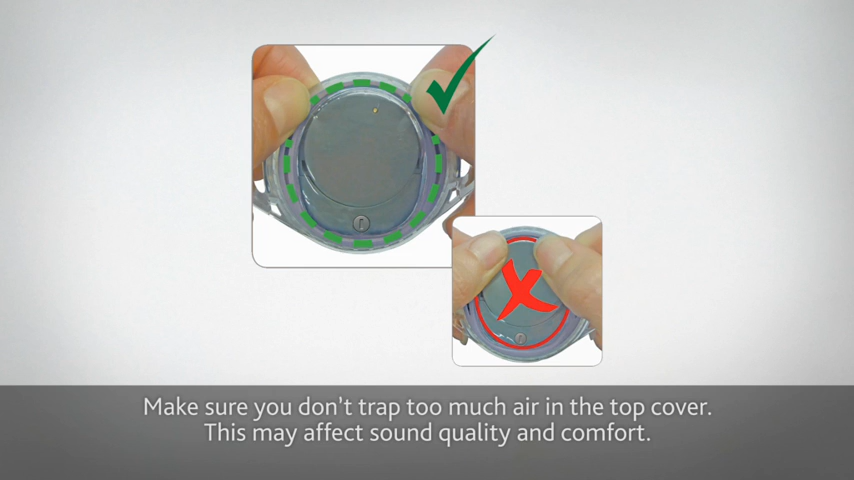 Make sure you don't trap too much air in the top cover.
This may affect sound quality and comfort.